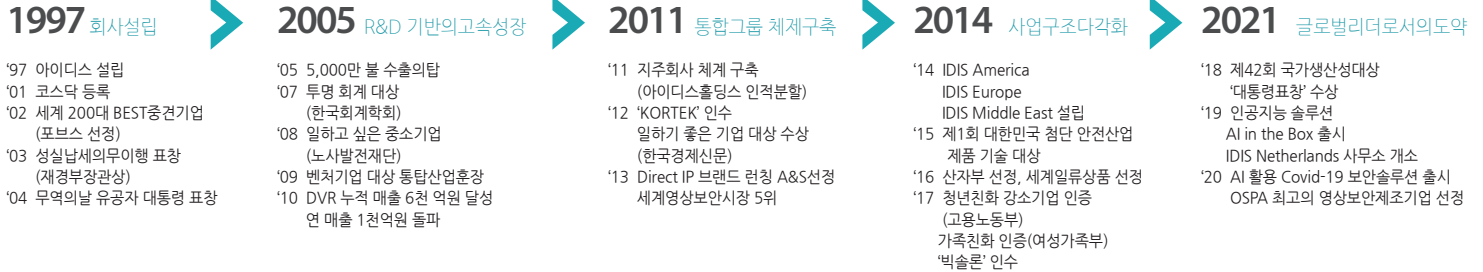 1997 회사설립
‘97 아이디스 설립
‘01 코스닥 등록
‘02 세계 200대 BEST중견기업
(포브스 선정)
‘03 성실납세의무이행 표창
(재경부장관상)
‘04 무역의날 유공자 대통령 표창
2005 R&D 기반의고속성장
‘05 5,000만 불 수출의탑
‘07 투명 회계 대상
(한국회계학회)
‘08 일하고 싶은 중소기업
(노사발전재단)
‘09 벤처기업 대상 통탑산업훈장
‘10 DVR 누적 매출 6천 억원 달성
연 매출 1천억원 돌파
2011 통합그룹 체제구축
‘11 지주회사 체계 구축
(아이디스홀딩스 인적분할)
‘12 ‘KORTEK’ 인수
일하기 좋은 기업 대상 수상
(한국경제신문)
‘13 Direct IP 브랜드 런칭 A&S선정
세계영상보안시장 5위
2014 사업구조다각화
‘14 IDIS America
IDIS Europe
IDIS Middle East 설립
‘15 제1회 대한민국 첨단 안전산업
제품 기술 대상
‘16 산자부 선정, 세계일류상품 선정
‘17 청년친화 강소기업 인증
(고용노동부)
가족친화 인증(여성가족부)
‘빅솔론’ 인수
2021 글로벌리더로서의도약
‘18 제42회 국가생산성대상
‘대통령표창’ 수상
‘19 인공지능 솔루션
AI in the Box 출시
IDIS Netherlands 사무소 개소
‘20 AI 활용 Covid-19 보안솔루션 출시
OSPA 최고의 영상보안제조기업 선정